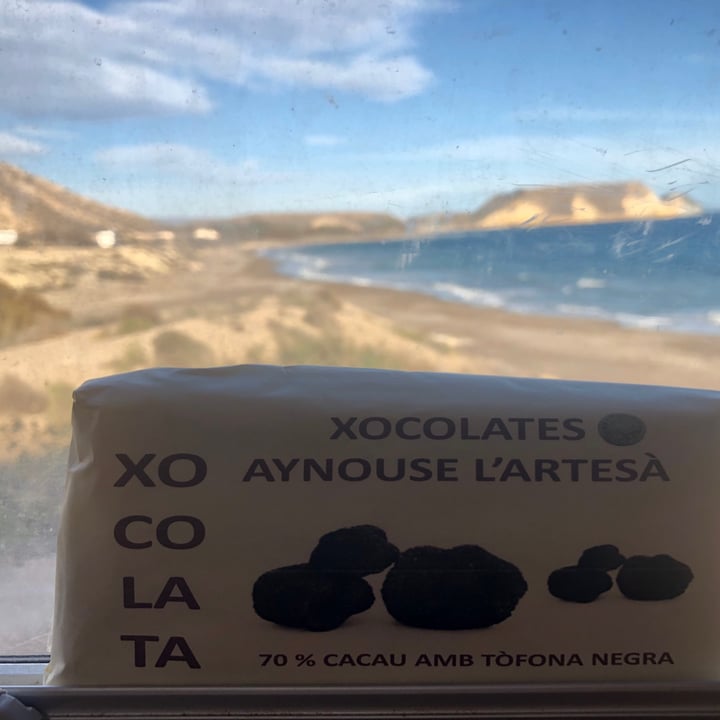 XO
CO
LA
TA
XOCOLATES
AYNOUSE L'ARTESÀ
70 % CACAU AMB TÒFONA NEGRA